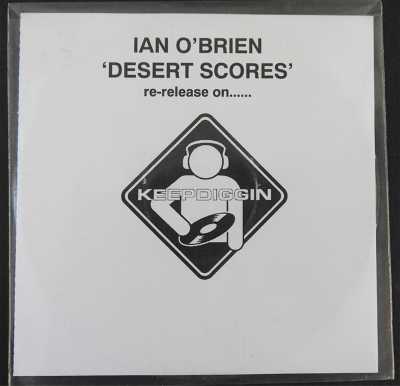 IAN O'BRIEN
'DESERT SCORES'
re-release on......
KEEPDIGGIN